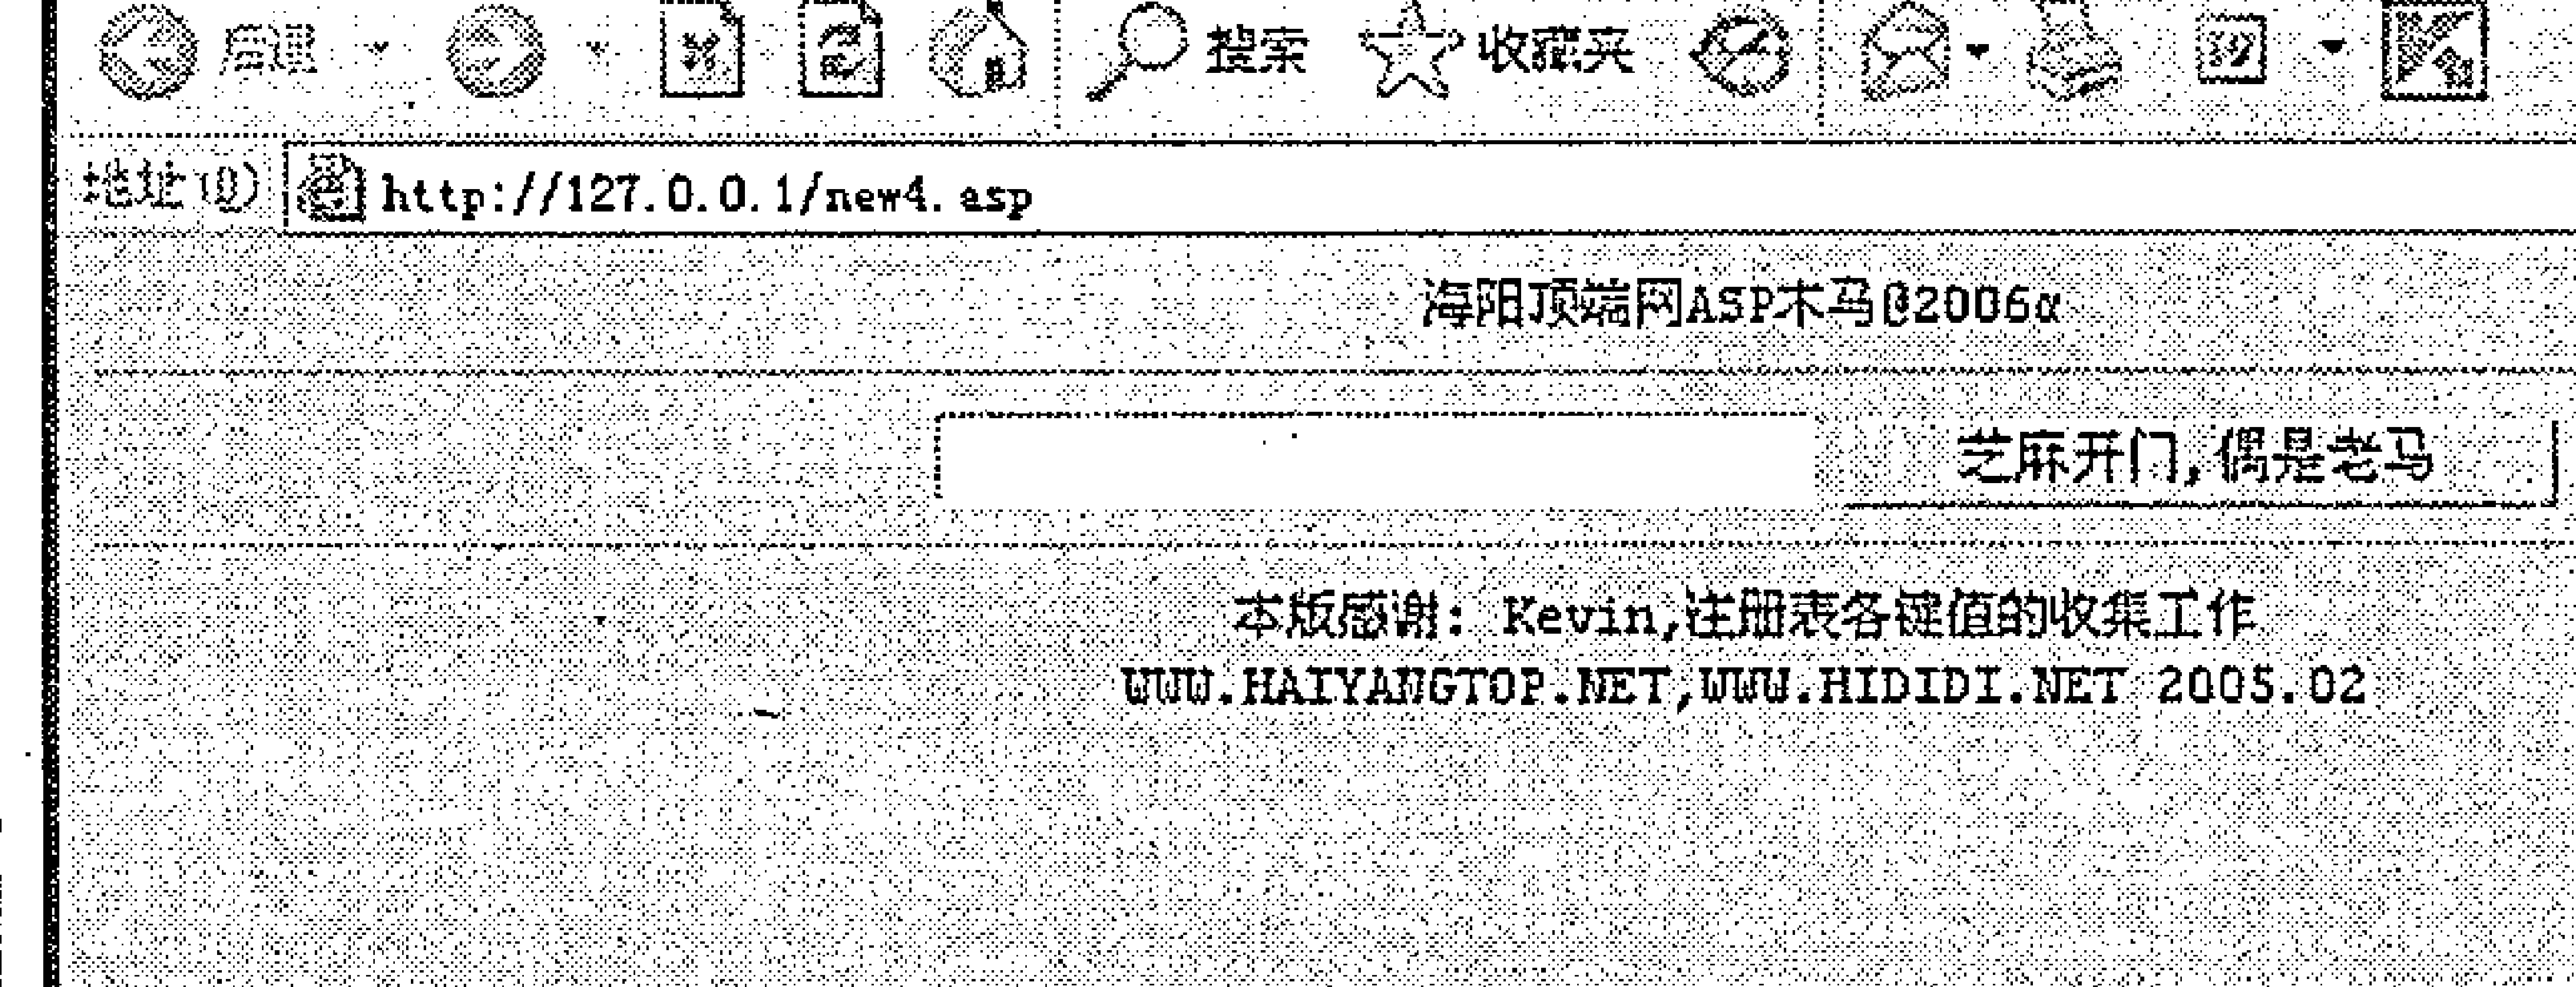 后退 搜索 收藏夹
地址(D) http://127.0.0.1/new4.asp
海阳顶端网ASP木马@2006α
芝麻开门,偶是老马
本版感谢: Kevin,注册表各键值的收集工作
WWW.HAIYANGTOP.NET,WWW.HIDIDI.NET 2005.02